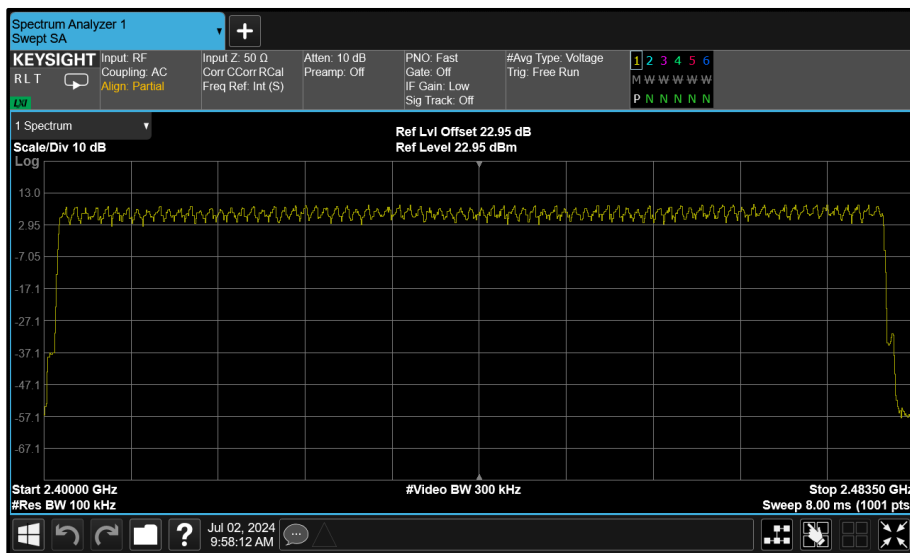 Spectrum Analyzer 1
Swept SA
KEYSIGHT
R L T
LXI
Input: RF
Coupling: AC
Align: Partial
Input Z: 50 Ω
Corr CCorr RCal
Freq Ref: Int (S)
Atten: 10 dB
Preamp: Off
PNO: Fast
Gate: Off
IF Gain: Low
Sig Track: Off
#Avg Type: Voltage
Trig: Free Run
1 2 3 4 5 6
M W W W W W
P N N N N N
1 Spectrum
Scale/Div 10 dB
Ref Lvl Offset 22.95 dB
Ref Level 22.95 dBm
Log
13.0
2.95
-7.05
-17.1
-27.1
-37.1
-47.1
-57.1
-67.1
Start 2.40000 GHz
#Res BW 100 kHz
#Video BW 300 kHz
Stop 2.48350 GHz
Sweep 8.00 ms (1001 pts
?
Jul 02, 2024
9:58:12 AM